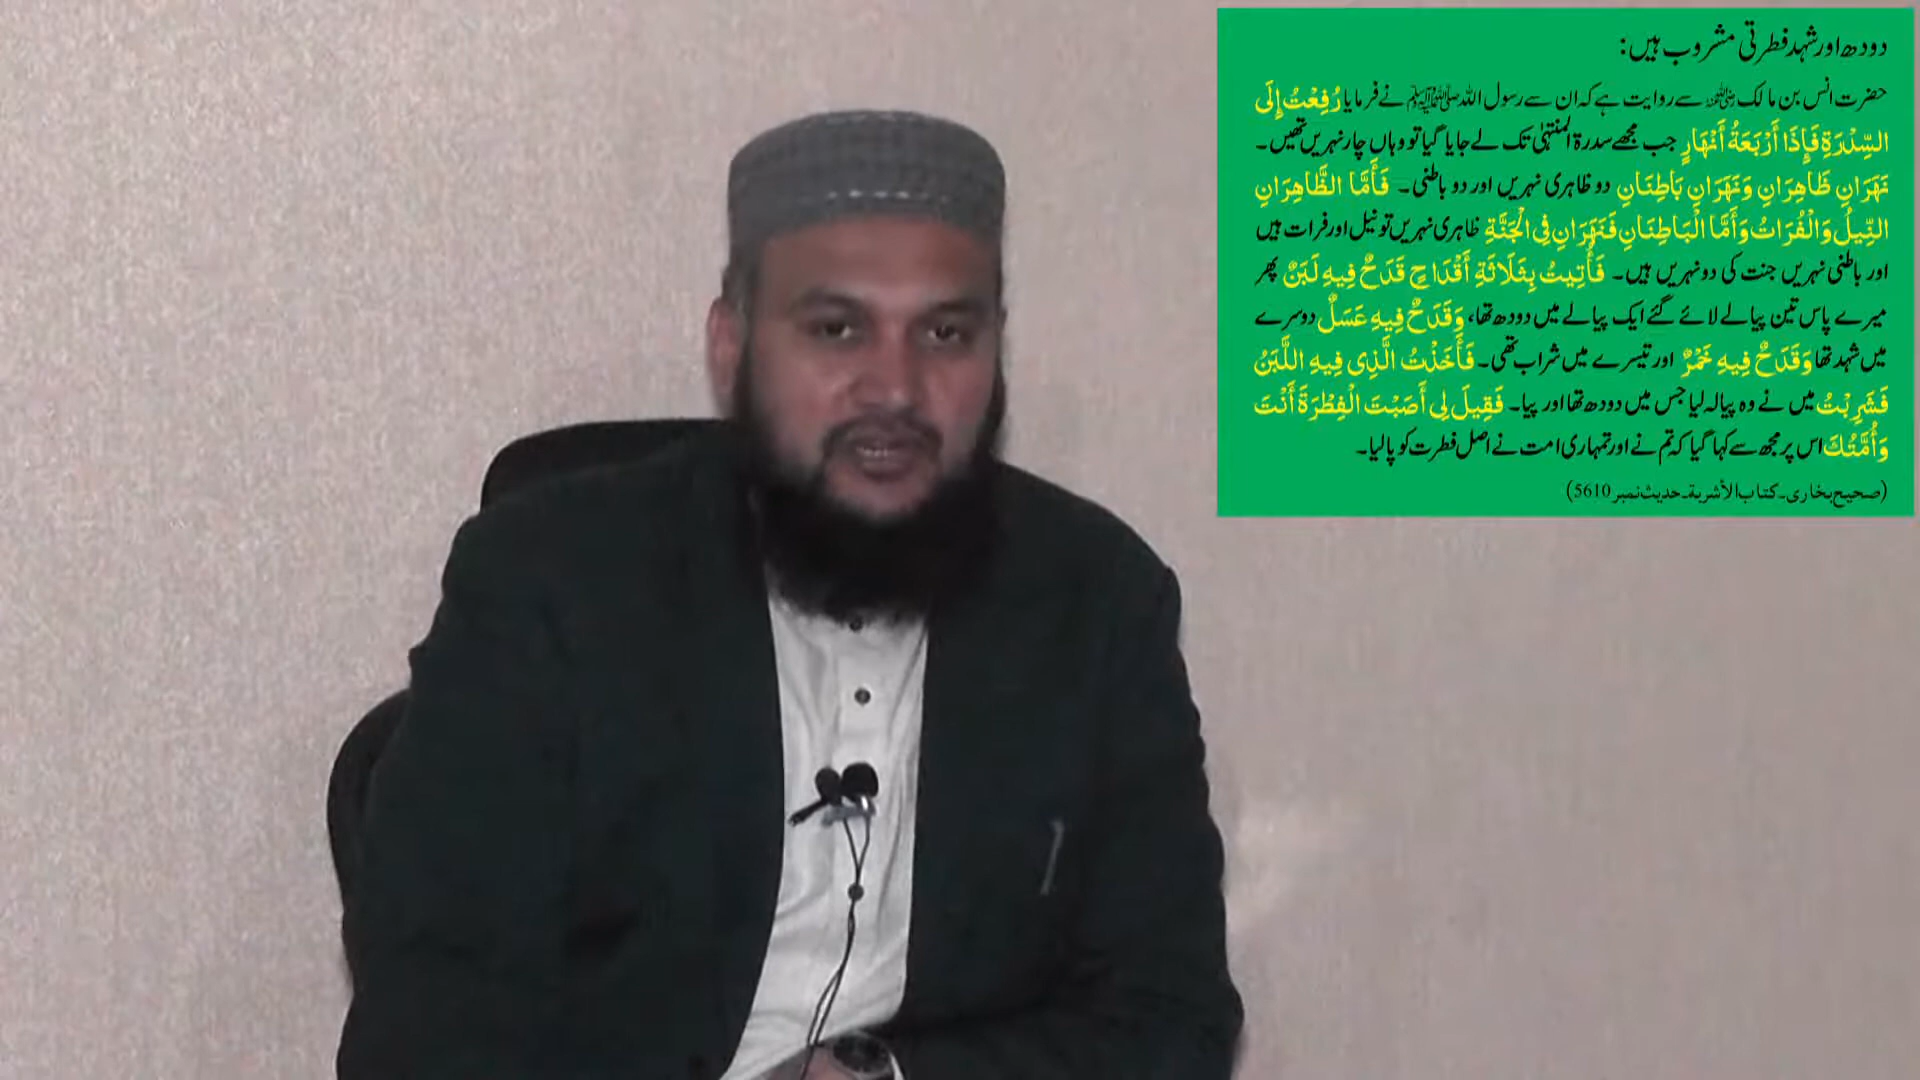 دودھ اور شہد فطرتی مشروب ہیں:
حضرت انس بن مالک رضی اللہ عنہ سے روایت ہے کہ ان سے رسول اللہ صلی اللہ علیہ وسلم نے فرمایا رُفِعْتُ إِلَى
السِّدْرَةِ فَإِذَا أَرْبَعَةُ أَنْهَارٍ جب مجھے سدرۃ المنتہیٰ تک لے جایا گیا تو وہاں چار نہریں تھیں۔
نَهَرَانِ ظَاهِرَانِ وَنَهَرَانِ بَاطِنَانِ دو ظاہری نہریں اور دو باطنی۔ فَأَمَّا الظَّاهِرَانِ
النِّيلُ وَالْفُرَاتُ وَأَمَّا الْبَاطِنَانِ فَنَهَرَانِ فِي الْجَنَّةِ ظاہری نہریں تو نیل اور فرات ہیں
اور باطنی نہریں جنت کی دو نہریں ہیں۔ فَأُتِيتُ بِثَلَاثَةِ أَقْدَاحٍ قَدَحٌ فِيهِ لَبَنٌ پھر
میرے پاس تین پیالے لائے گئے ایک پیالے میں دودھ تھا، وَقَدَحٌ فِيهِ عَسَلٌ دوسرے
میں شہد تھا وَقَدَحٌ فِيهِ خَمْرٌ اور تیسرے میں شراب تھی۔ فَأَخَذْتُ الَّذِي فِيهِ اللَّبَنُ
فَشَرِبْتُ میں نے وہ پیالہ لیا جس میں دودھ تھا اور پیا۔ فَقِيلَ لِي أَصَبْتَ الْفِطْرَةَ أَنْتَ
وَأُمَّتُكَ اس پر مجھ سے کہا گیا کہ تم نے اور تمہاری امت نے اصل فطرت کو پا لیا۔
(صحیح بخاری۔ کتاب الأشربة۔ حدیث نمبر 5610)